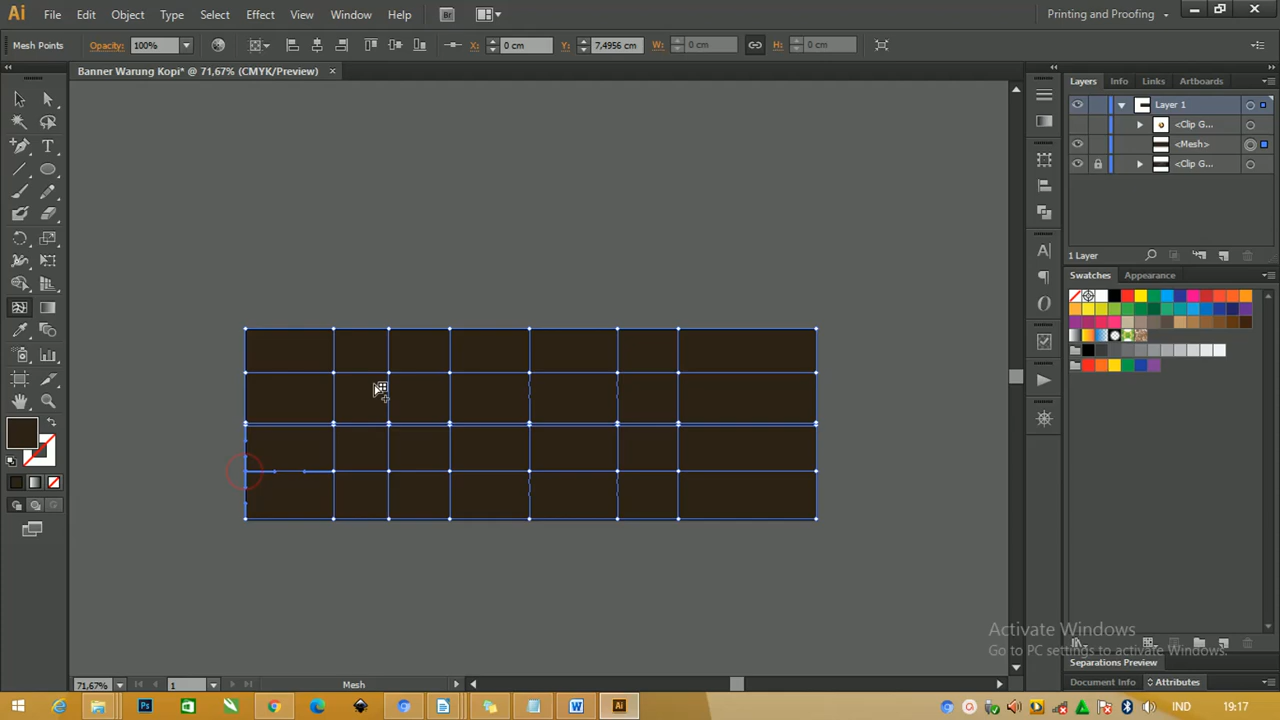 Ai File Edit Object Type Select Effect View Window Help Br Printing and Proofing
Mesh Points Opacity: 100% X: 0 cm Y: 7,4956 cm W: 0 cm H: 0 cm
Banner Warung Kopi* @ 71,67% (CMYK/Preview)
Layers Info Links Artboards
Layer 1
<Clip G...
<Mesh>
<Clip G...
1 Layer
Swatches Appearance
Activate Windows
Go to PC settings to activate Windows.
Separations Preview
Document Info Attributes
71,67% 1 Mesh
IND 19:17